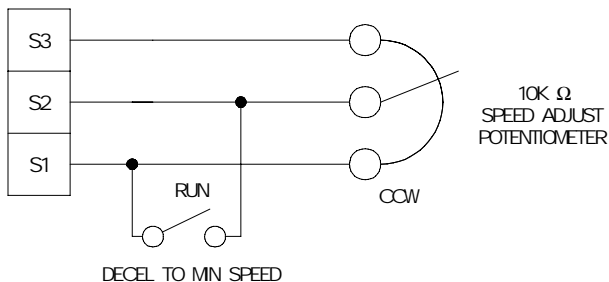 S3
S2
S1
10K Ω
SPEED ADJUST
POTENTIOMETER
RUN
CCW
DECEL TO MIN SPEED